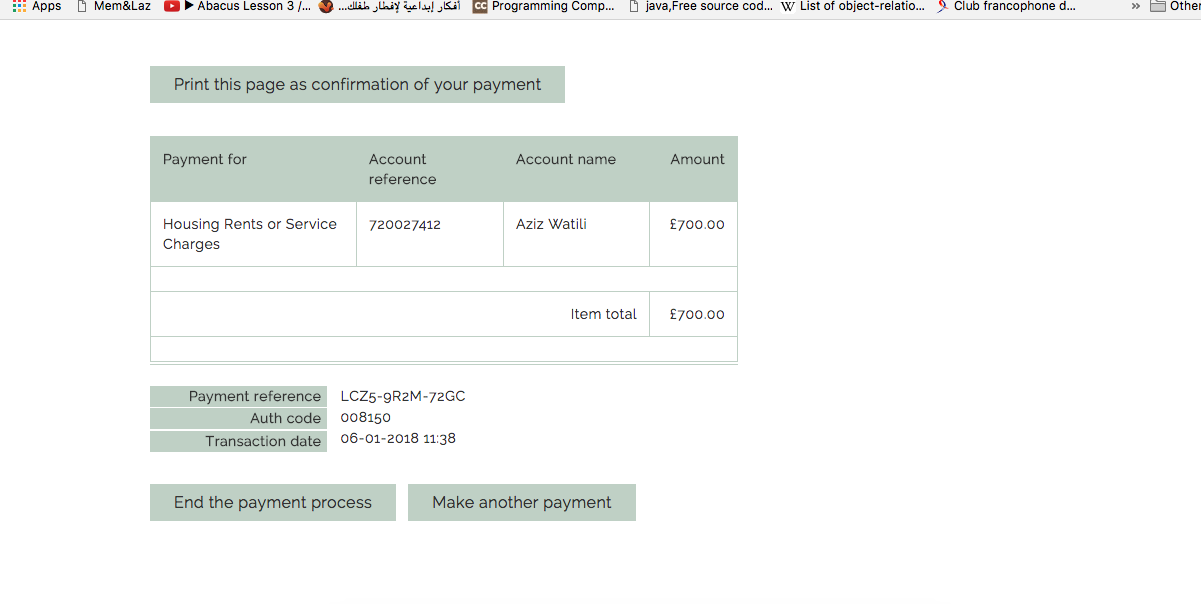 Apps Mem&Laz Abacus Lesson 3 /... أفكار إبداعية لإفطار طفلك... CC Programming Comp... java,Free source cod... W List of object-relatio... Club francophone d... » Other
Print this page as confirmation of your payment
Payment for Account reference Account name Amount
Housing Rents or Service Charges 720027412 Aziz Watili £700.00
Item total £700.00
Payment reference LCZ5-9R2M-72GC
Auth code 008150
Transaction date 06-01-2018 11:38
End the payment process Make another payment